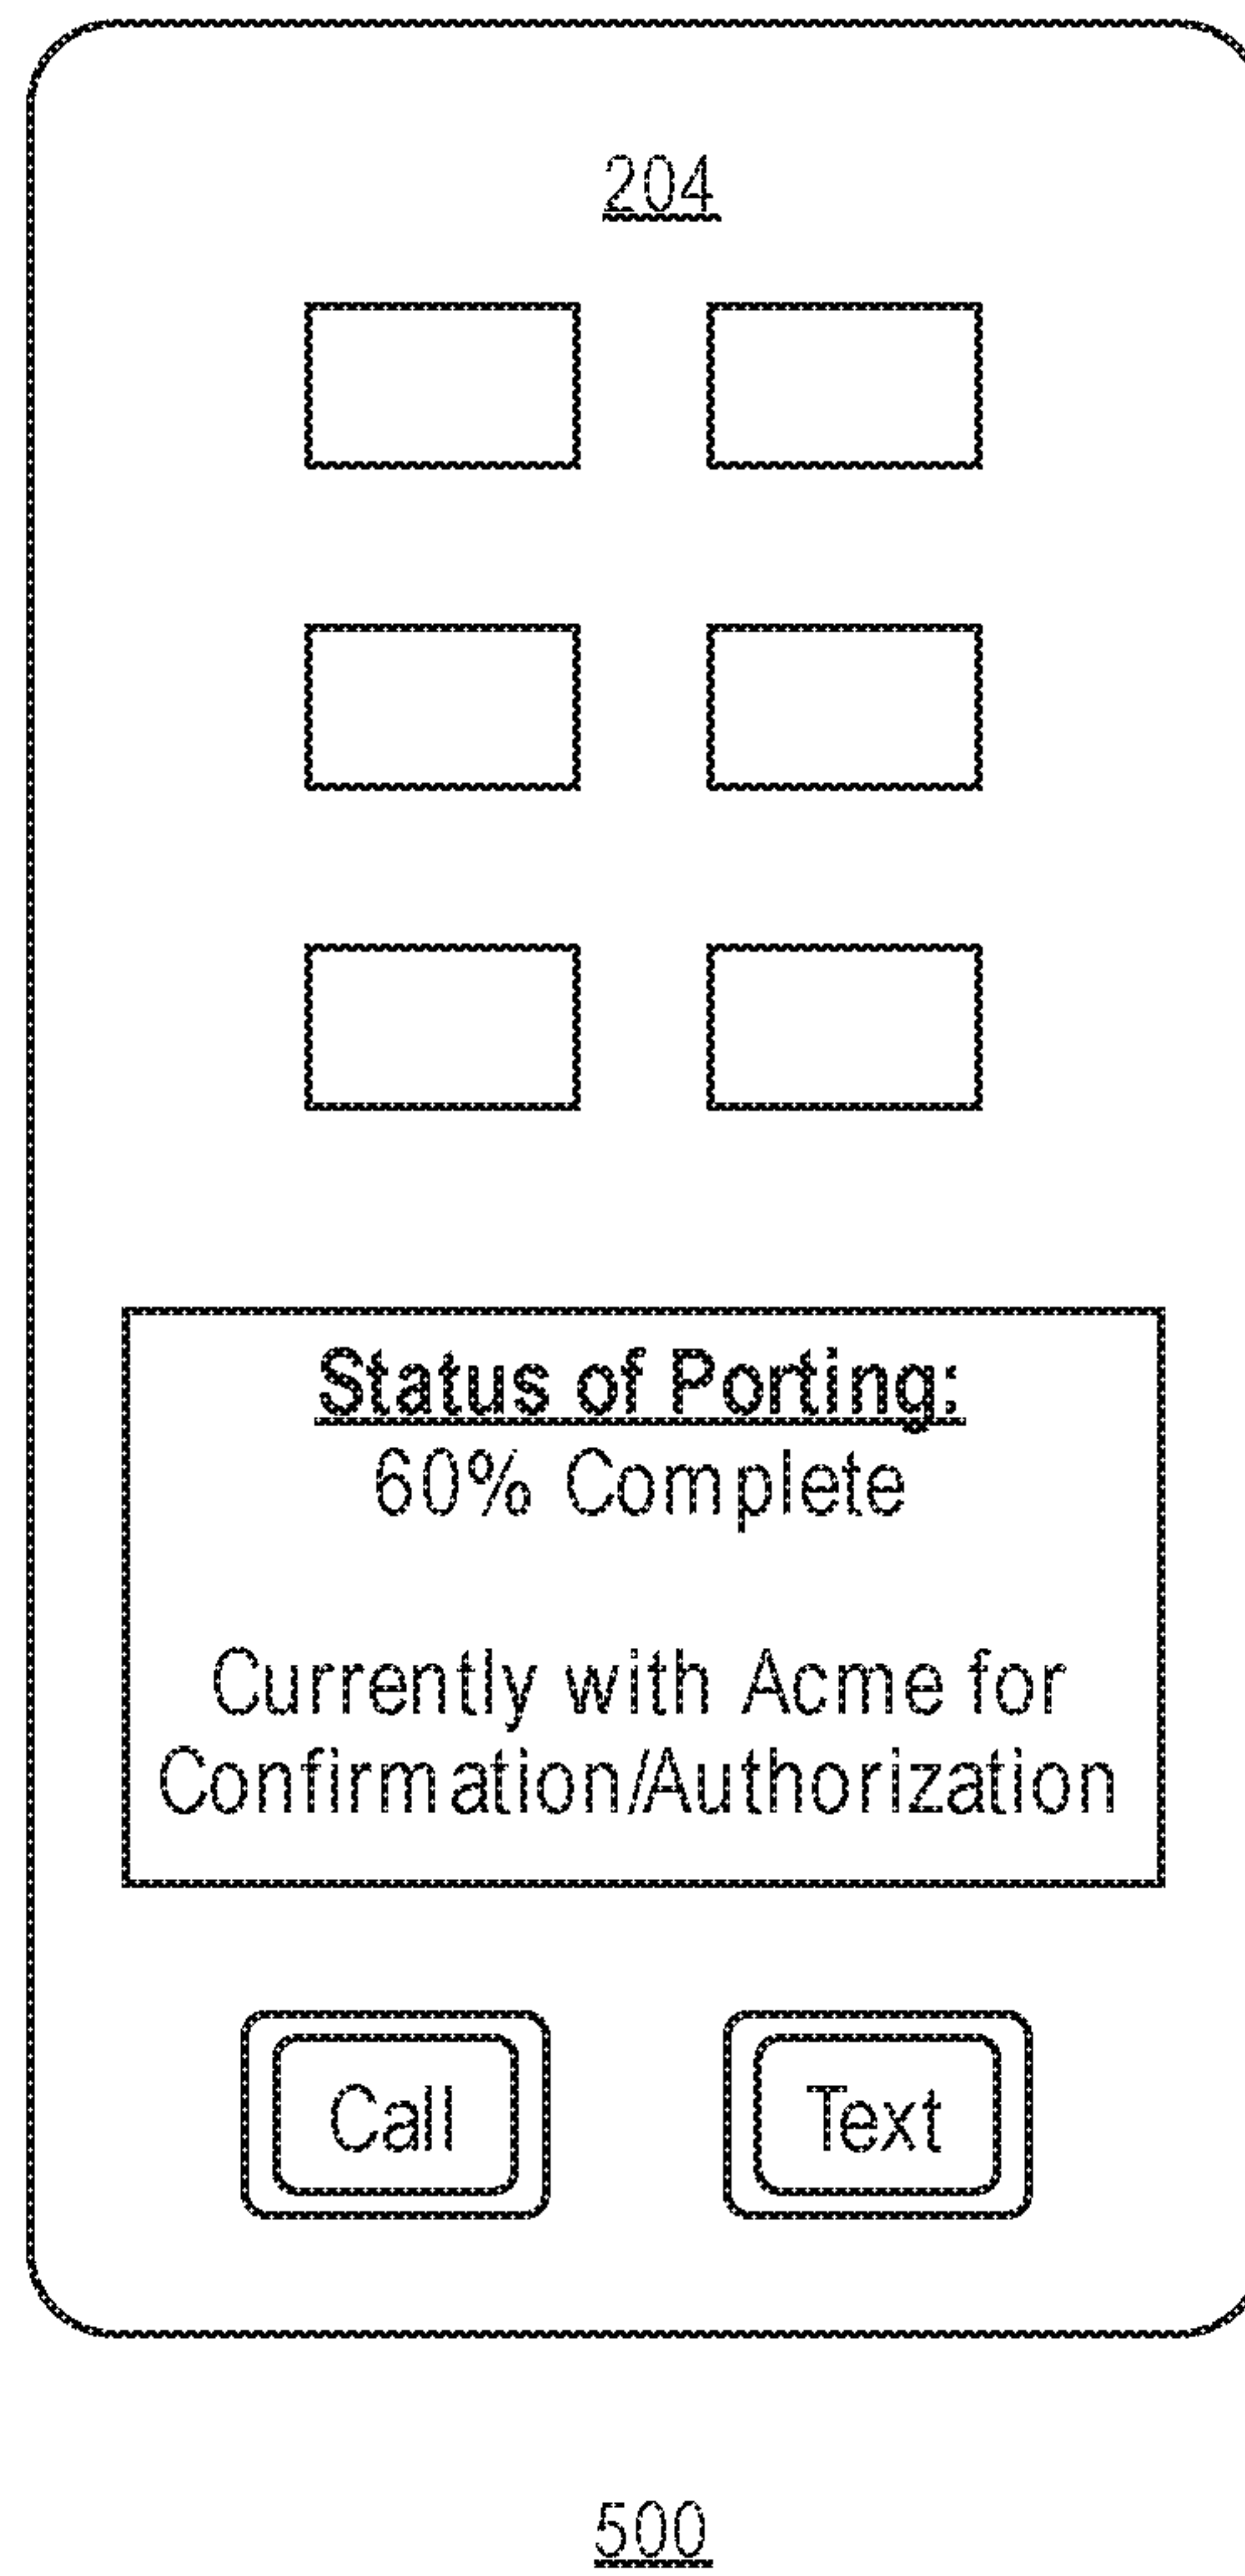 204
Status of Porting:
60% Complete
Currently with Acme for
Confirmation/Authorization
Call Text
500